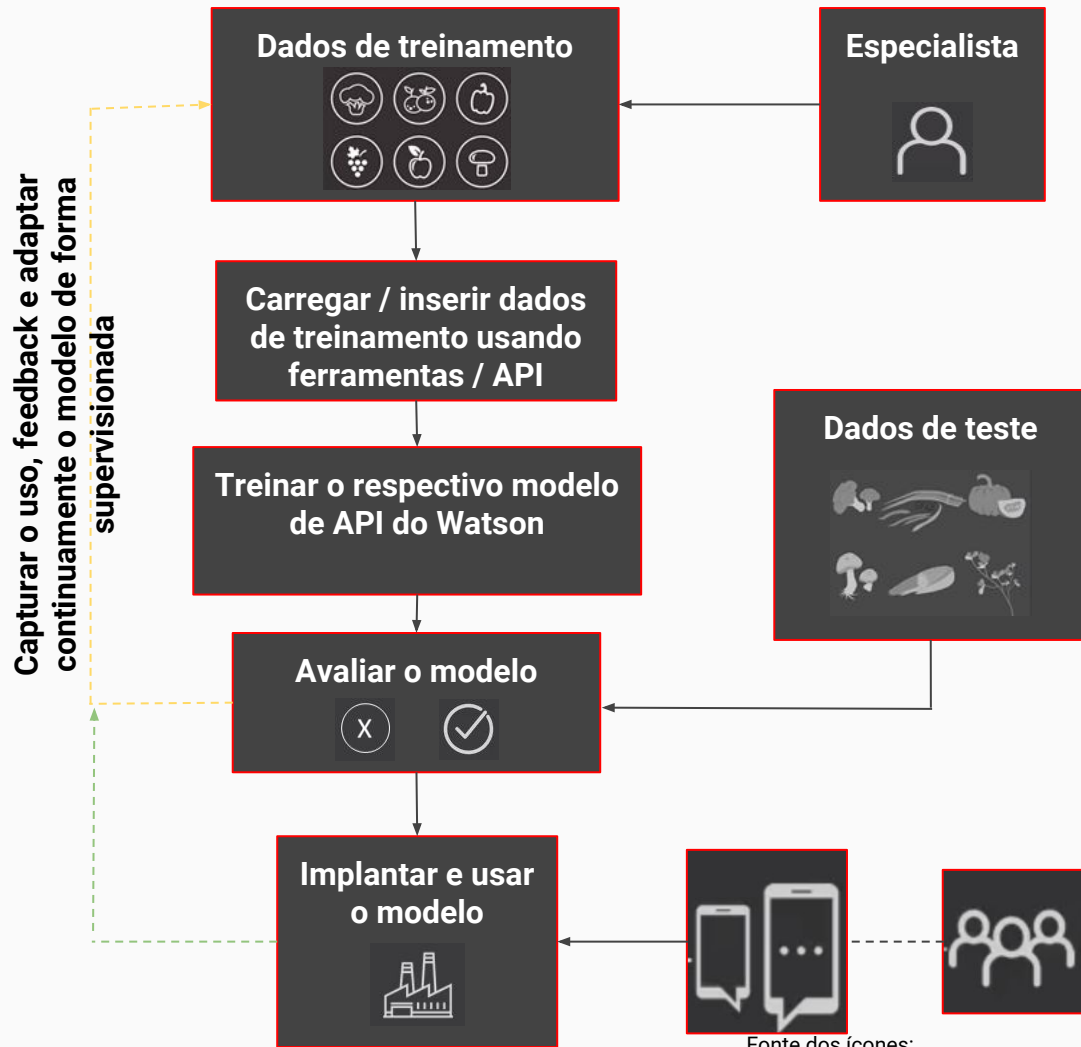 Dados de treinamento
Especialista
Capturar o uso, feedback e adaptar
continuamente o modelo de forma
supervisionada
Carregar / inserir dados
de treinamento usando
ferramentas / API
Treinar o respectivo modelo
de API do Watson
Dados de teste
Avaliar o modelo
X
Implantar e usar
o modelo
Fonte dos ícones: